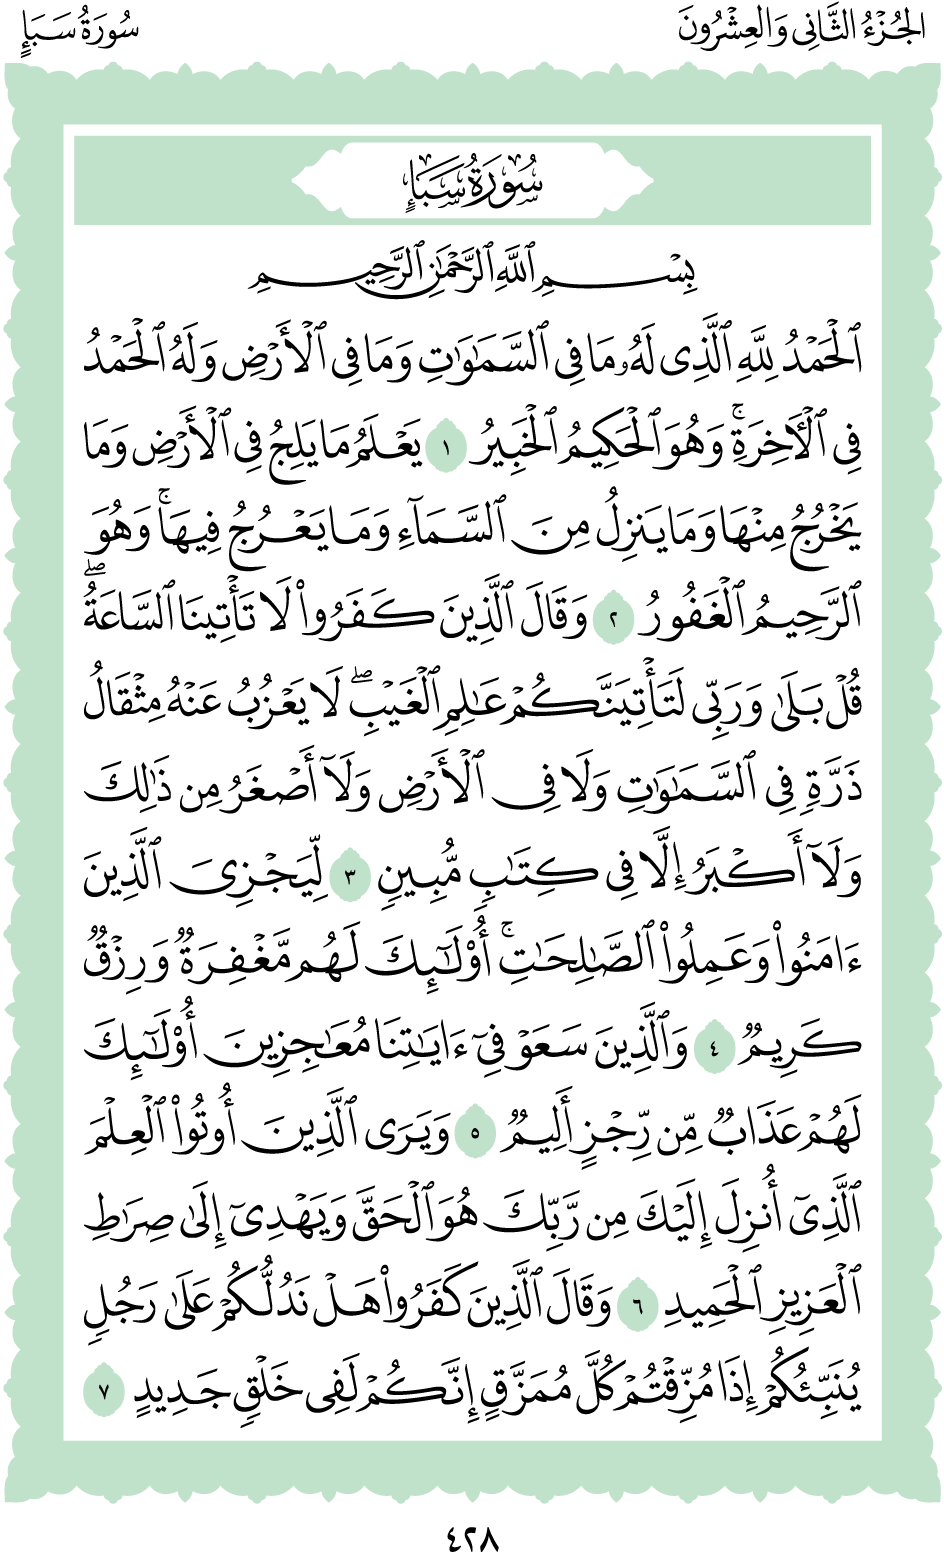 الجُزْءُ الثَّانِي وَالعِشْرُونَ
سُورَةُ سَبَإٍ
سُورَةُ سَبَإٍ
بِسْمِ ٱللَّهِ ٱلرَّحْمَٰنِ ٱلرَّحِيمِ
ٱلْحَمْدُ لِلَّهِ ٱلَّذِى لَهُۥ مَا فِى ٱلسَّمَٰوَٰتِ وَمَا فِى ٱلْأَرْضِ وَلَهُ ٱلْحَمْدُ
فِى ٱلْأٓخِرَةِۚ وَهُوَ ٱلْحَكِيمُ ٱلْخَبِيرُ ١ يَعْلَمُ مَا يَلِجُ فِى ٱلْأَرْضِ وَمَا
يَخْرُجُ مِنْهَا وَمَا يَنزِلُ مِنَ ٱلسَّمَآءِ وَمَا يَعْرُجُ فِيهَاۚ وَهُوَ
ٱلرَّحِيمُ ٱلْغَفُورُ ٢ وَقَالَ ٱلَّذِينَ كَفَرُوا۟ لَا تَأْتِينَا ٱلسَّاعَةُۖ
قُلْ بَلَىٰ وَرَبِّى لَتَأْتِيَنَّكُمْ عَٰلِمِ ٱلْغَيْبِۖ لَا يَعْزُبُ عَنْهُ مِثْقَالُ
ذَرَّةٍ فِى ٱلسَّمَٰوَٰتِ وَلَا فِى ٱلْأَرْضِ وَلَآ أَصْغَرُ مِن ذَٰلِكَ
وَلَآ أَكْبَرُ إِلَّا فِى كِتَٰبٍ مُّبِينٍ ٣ لِّيَجْزِىَ ٱلَّذِينَ
ءَامَنُوا۟ وَعَمِلُوا۟ ٱلصَّٰلِحَٰتِۚ أُو۟لَٰٓئِكَ لَهُم مَّغْفِرَةٌ وَرِزْقٌ
كَرِيمٌ ٤ وَٱلَّذِينَ سَعَوْ فِىٓ ءَايَٰتِنَا مُعَٰجِزِينَ أُو۟لَٰٓئِكَ
لَهُمْ عَذَابٌ مِّن رِّجْزٍ أَلِيمٌ ٥ وَيَرَى ٱلَّذِينَ أُوتُوا۟ ٱلْعِلْمَ
ٱلَّذِىٓ أُنزِلَ إِلَيْكَ مِن رَّبِّكَ هُوَ ٱلْحَقَّ وَيَهْدِىٓ إِلَىٰ صِرَٰطِ
ٱلْعَزِيزِ ٱلْحَمِيدِ ٦ وَقَالَ ٱلَّذِينَ كَفَرُوا۟ هَلْ نَدُلُّكُمْ عَلَىٰ رَجُلٍ
يُنَبِّئُكُمْ إِذَا مُزِّقْتُمْ كُلَّ مُمَزَّقٍ إِنَّكُمْ لَفِى خَلْقٍ جَدِيدٍ ٧
٤٢٨